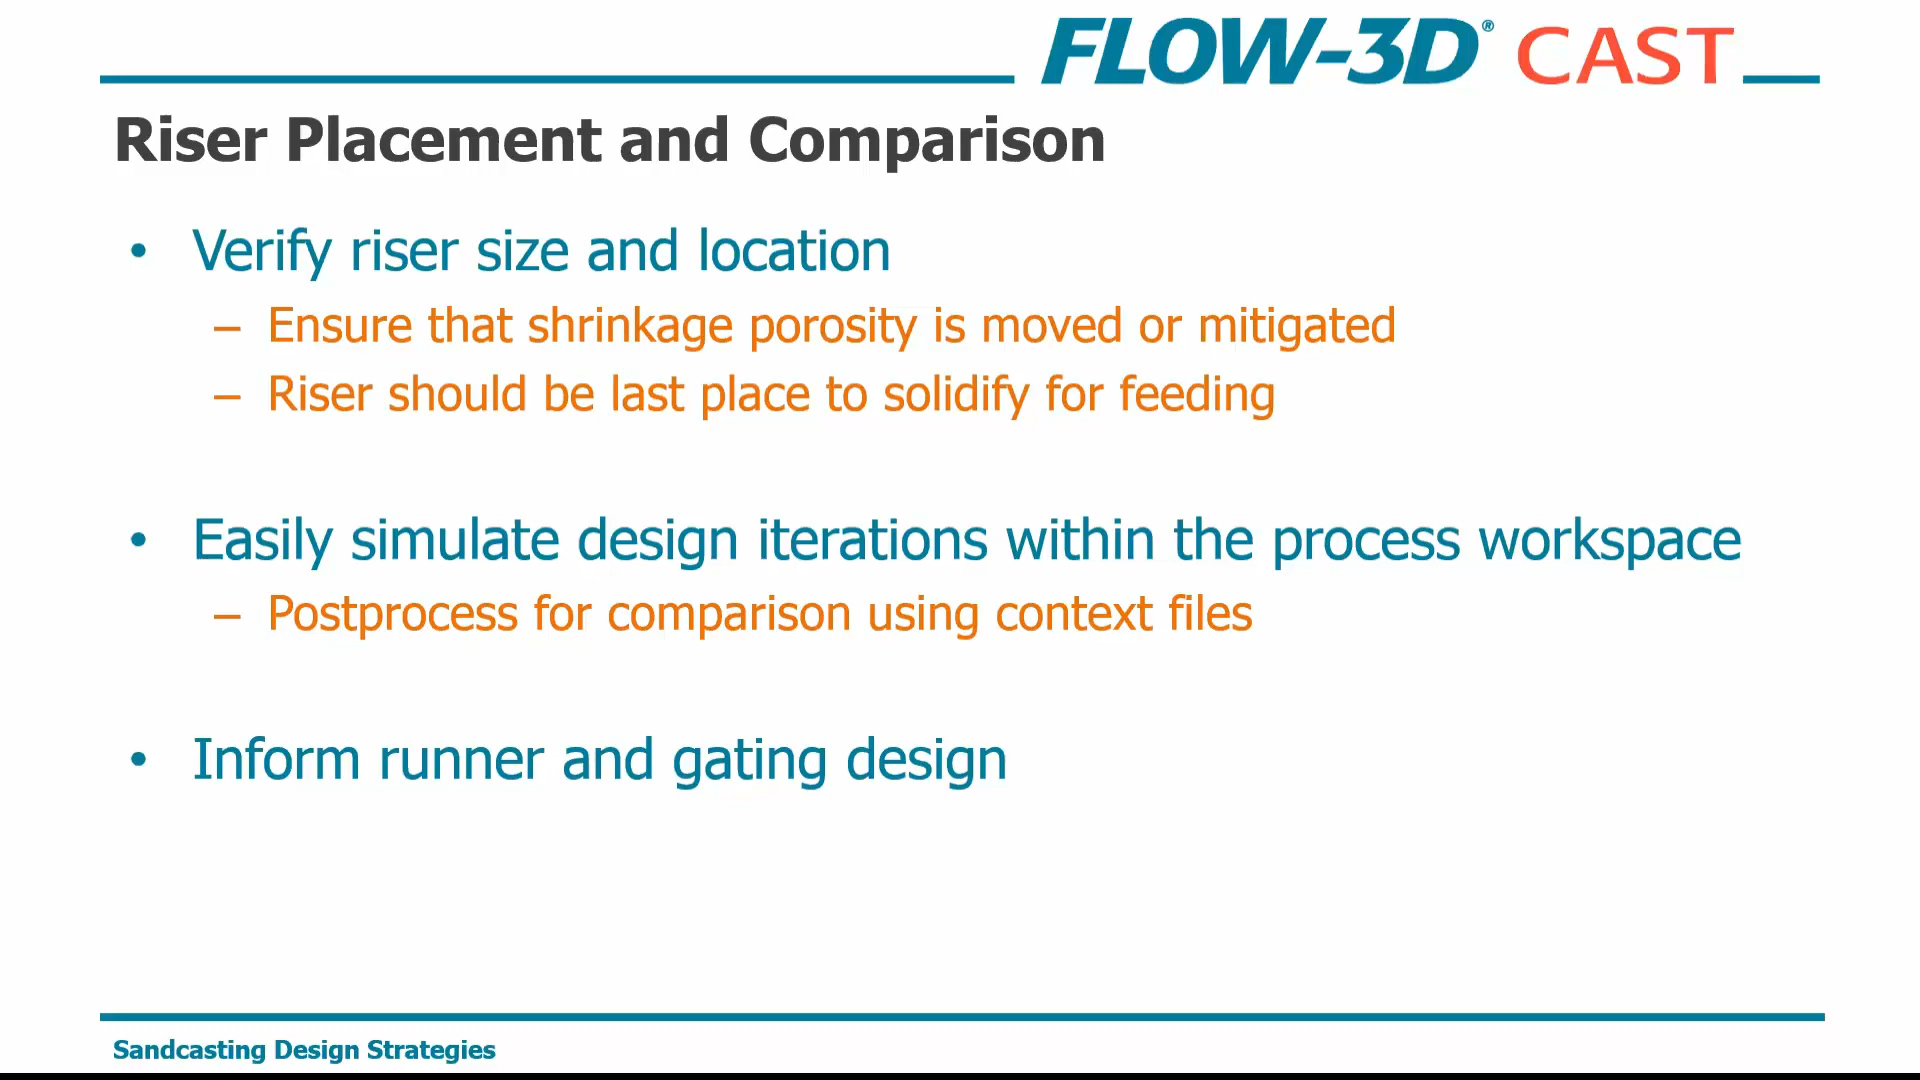 FLOW-3D® CAST
Riser Placement and Comparison
• Verify riser size and location
– Ensure that shrinkage porosity is moved or mitigated
– Riser should be last place to solidify for feeding
• Easily simulate design iterations within the process workspace
– Postprocess for comparison using context files
• Inform runner and gating design
Sandcasting Design Strategies